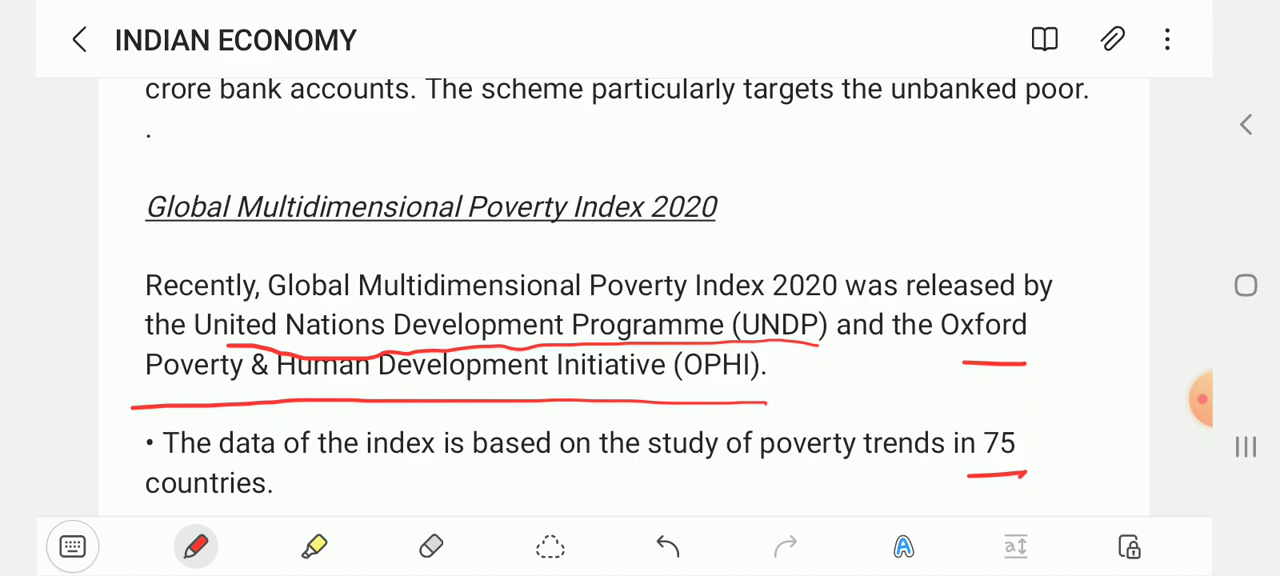 INDIAN ECONOMY
crore bank accounts. The scheme particularly targets the unbanked poor.
.
Global Multidimensional Poverty Index 2020
Recently, Global Multidimensional Poverty Index 2020 was released by
the United Nations Development Programme (UNDP) and the Oxford
Poverty & Human Development Initiative (OPHI).
• The data of the index is based on the study of poverty trends in 75
countries.